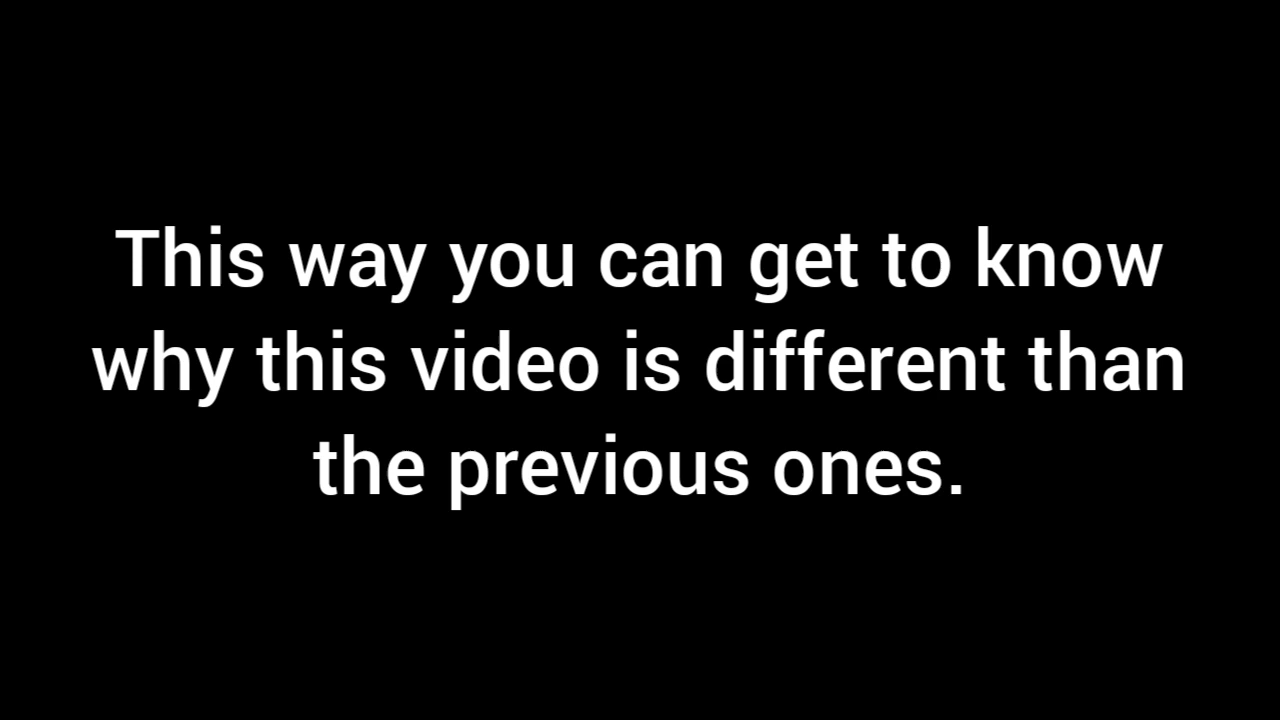 This way you can get to know
why this video is different than
the previous ones.